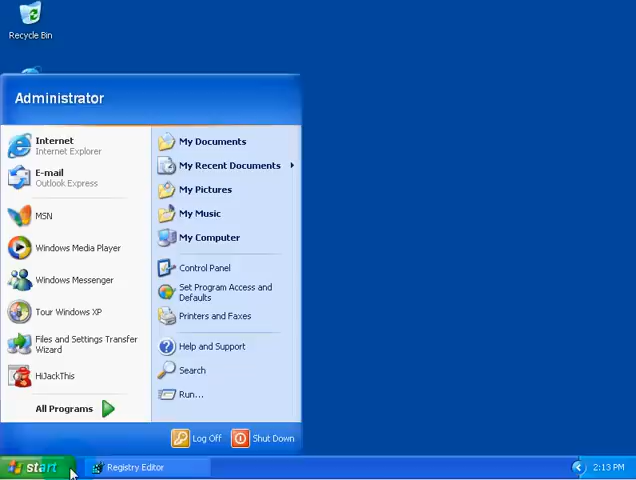 Recycle Bin
Administrator
Internet
Internet Explorer
E-mail
Outlook Express
MSN
Windows Media Player
Windows Messenger
Tour Windows XP
Files and Settings Transfer
Wizard
HiJackThis
All Programs
My Documents
My Recent Documents
My Pictures
My Music
My Computer
Control Panel
Set Program Access and
Defaults
Printers and Faxes
Help and Support
Search
Run...
Log Off
Shut Down
start
Registry Editor
2:13 PM